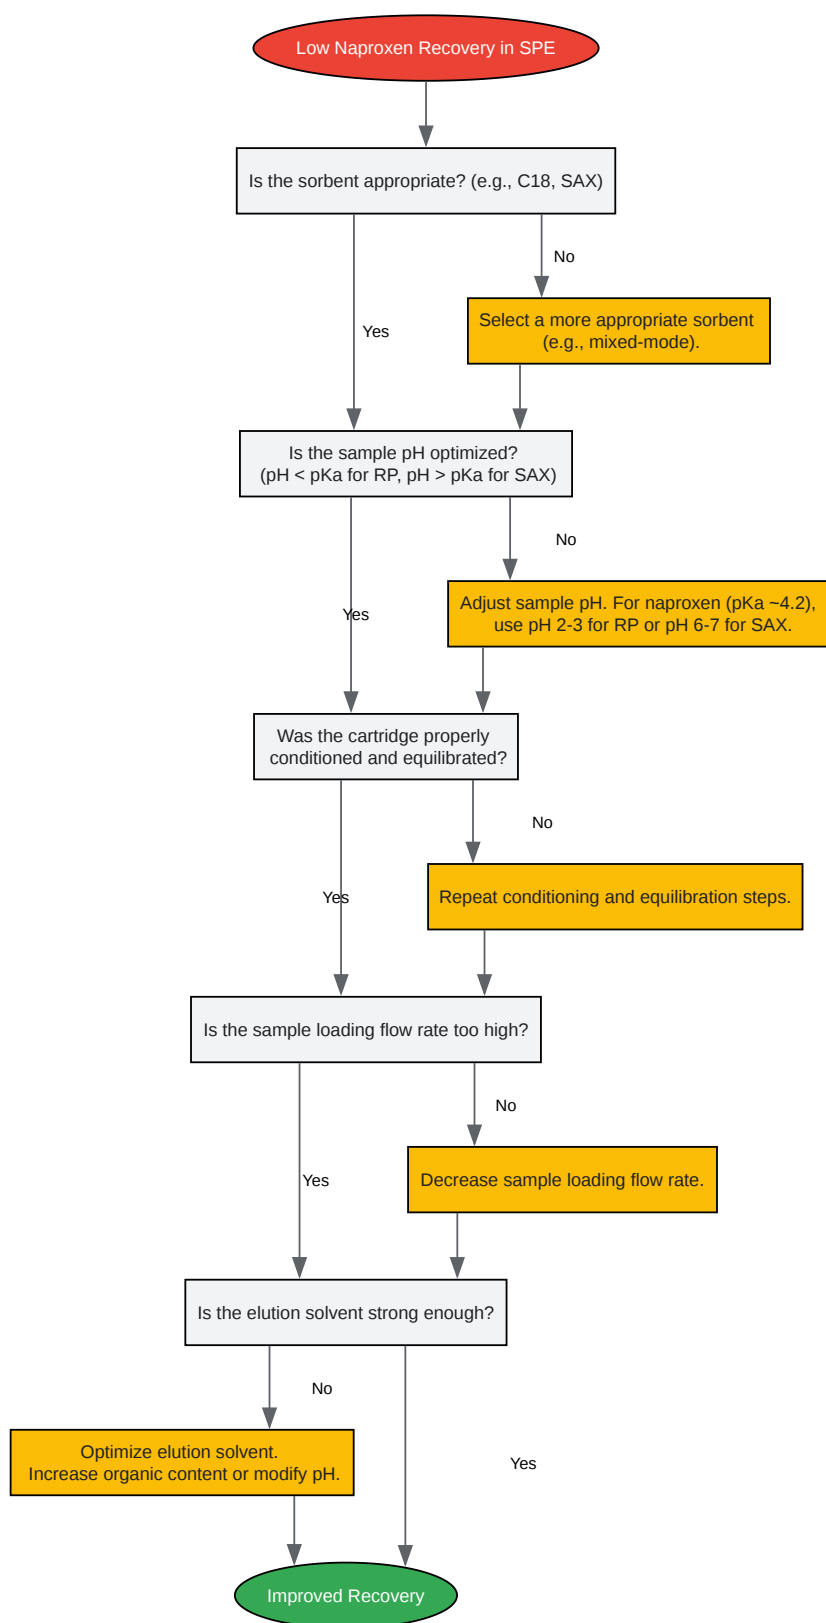 Low Naproxen Recovery in SPE
Is the sorbent appropriate? (e.g., C18, SAX)
No
Select a more appropriate sorbent
(e.g., mixed-mode).
Yes
Is the sample pH optimized?
(pH < pKa for RP, pH > pKa for SAX)
No
Adjust sample pH. For naproxen (pKa ~4.2),
use pH 2-3 for RP or pH 6-7 for SAX.
Yes
Was the cartridge properly
conditioned and equilibrated?
No
Repeat conditioning and equilibration steps.
Yes
Is the sample loading flow rate too high?
No
Decrease sample loading flow rate.
Yes
Is the elution solvent strong enough?
No
Optimize elution solvent.
Increase organic content or modify pH.
Yes
Improved Recovery